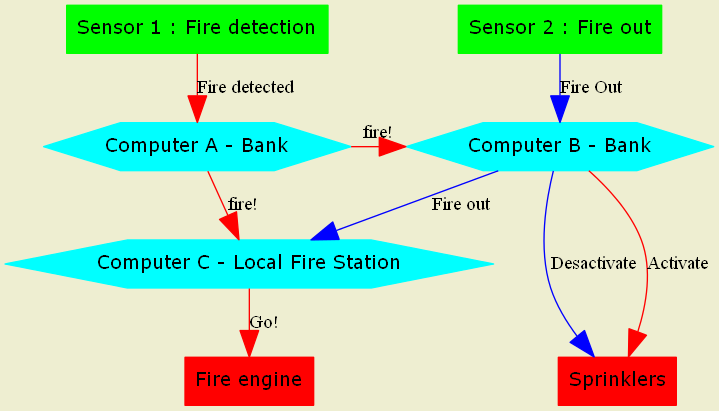 Sensor 1 : Fire detection
Sensor 2 : Fire out
Fire detected
Fire Out
Computer A - Bank
fire!
Computer B - Bank
fire!
Fire out
Computer C - Local Fire Station
Desactivate
Activate
Go!
Fire engine
Sprinklers